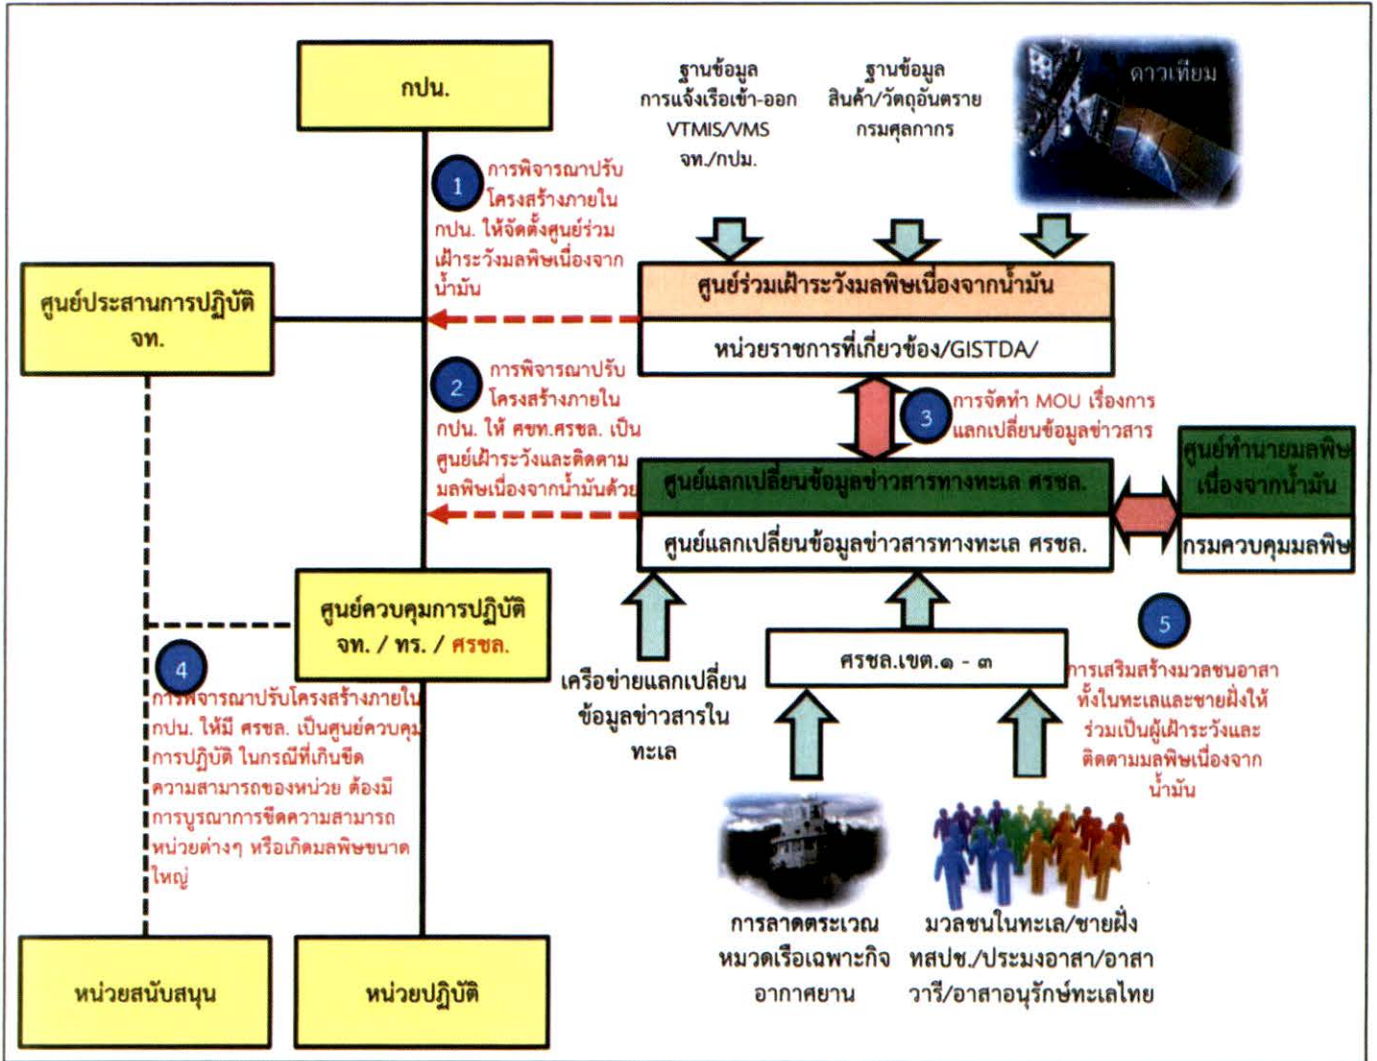 กปน.
ฐานข้อมูล
การแจ้งเรือเข้า-ออก
VTMIS/VMS
จท./กปม.
ฐานข้อมูล
สินค้า/วัตถุอันตราย
กรมศุลกากร
ดาวเทียม
1
การพิจารณาปรับ
โครงสร้างภายใน
กปน. ให้จัดตั้งศูนย์ร่วม
เฝ้าระวังมลพิษเนื่องจาก
น้ำมัน
ศูนย์ประสานการปฏิบัติ
จท.
ศูนย์ร่วมเฝ้าระวังมลพิษเนื่องจากน้ำมัน
หน่วยราชการที่เกี่ยวข้อง/GISTDA/
2
การพิจารณาปรับ
โครงสร้างภายใน
กปน. ให้ ศขท.ศรชล. เป็น
ศูนย์เฝ้าระวังและติดตาม
มลพิษเนื่องจากน้ำมันด้วย
3
การจัดทำ MOU เรื่องการ
แลกเปลี่ยนข้อมูลข่าวสาร
ศูนย์แลกเปลี่ยนข้อมูลข่าวสารทางทะเล ศรชล.
ศูนย์แลกเปลี่ยนข้อมูลข่าวสารทางทะเล ศรชล.
ศูนย์ทำนายมลพิษ
เนื่องจากน้ำมัน
กรมควบคุมมลพิษ
ศูนย์ควบคุมการปฏิบัติ
จท. / ทร. / ศรชล.
4
การพิจารณาปรับโครงสร้างภายใน
กปน. ให้มี ศรชล. เป็นศูนย์ควบคุม
การปฏิบัติ ในกรณีที่เกินขีด
ความสามารถของหน่วย ต้องมี
การบูรณาการขีดความสามารถ
หน่วยต่างๆ หรือเกิดมลพิษขนาด
ใหญ่
เครือข่ายแลกเปลี่ยน
ข้อมูลข่าวสารใน
ทะเล
ศรชล.เขต.๑ - ๓
5
การเสริมสร้างมวลชนอาสา
ทั้งในทะเลและชายฝั่งให้
ร่วมเป็นผู้เฝ้าระวังและ
ติดตามมลพิษเนื่องจาก
น้ำมัน
การลาดตระเวณ
หมวดเรือเฉพาะกิจ
อากาศยาน
มวลชนในทะเล/ชายฝั่ง
ทสปช./ประมงอาสา/อาสา
วารี/อาสาอนุรักษ์ทะเลไทย
หน่วยสนับสนุน
หน่วยปฏิบัติ